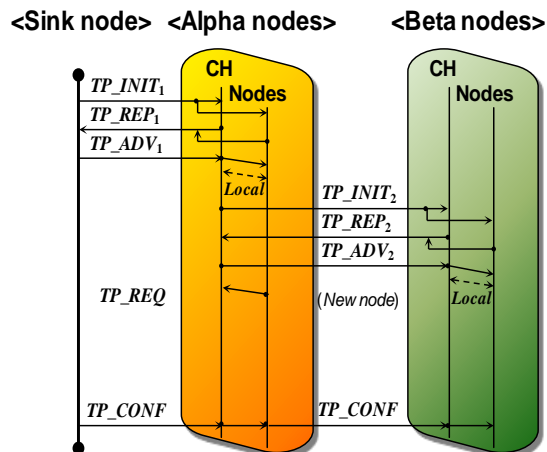 <Sink node> <Alpha nodes> <Beta nodes>
CH CH
Nodes Nodes
TP_INIT₁
TP_REP₁
TP_ADV₁
Local
TP_INIT₂
TP_REP₂
TP_ADV₂
TP_REQ (New node) Local
TP_CONF TP_CONF